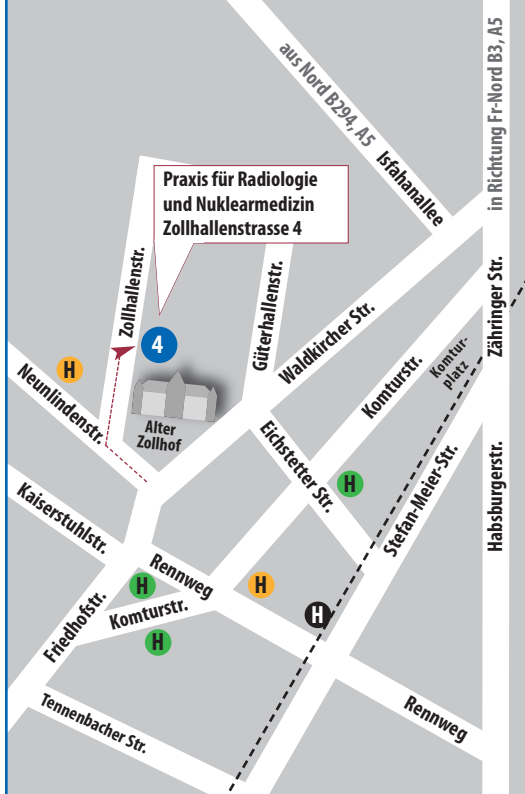 aus Nord B294, A5
Isfahanallee
in Richtung Fr-Nord B3, A5
Praxis für Radiologie
und Nuklearmedizin
Zollhallenstrasse 4
Zollhallenstr.
Güterhallenstr.
Waldkircher Str.
Zähringer Str.
4
H
Neunlindenstr.
Alter
Zollhof
Komturstr.
Komtur-
platz
Eichstetter Str.
H
Stefan-Meier-Str.
Habsburgerstr.
Kaiserstuhlstr.
Rennweg
H
H
H
Friedhofstr.
Komturstr.
H
Tennenbacher Str.
Rennweg